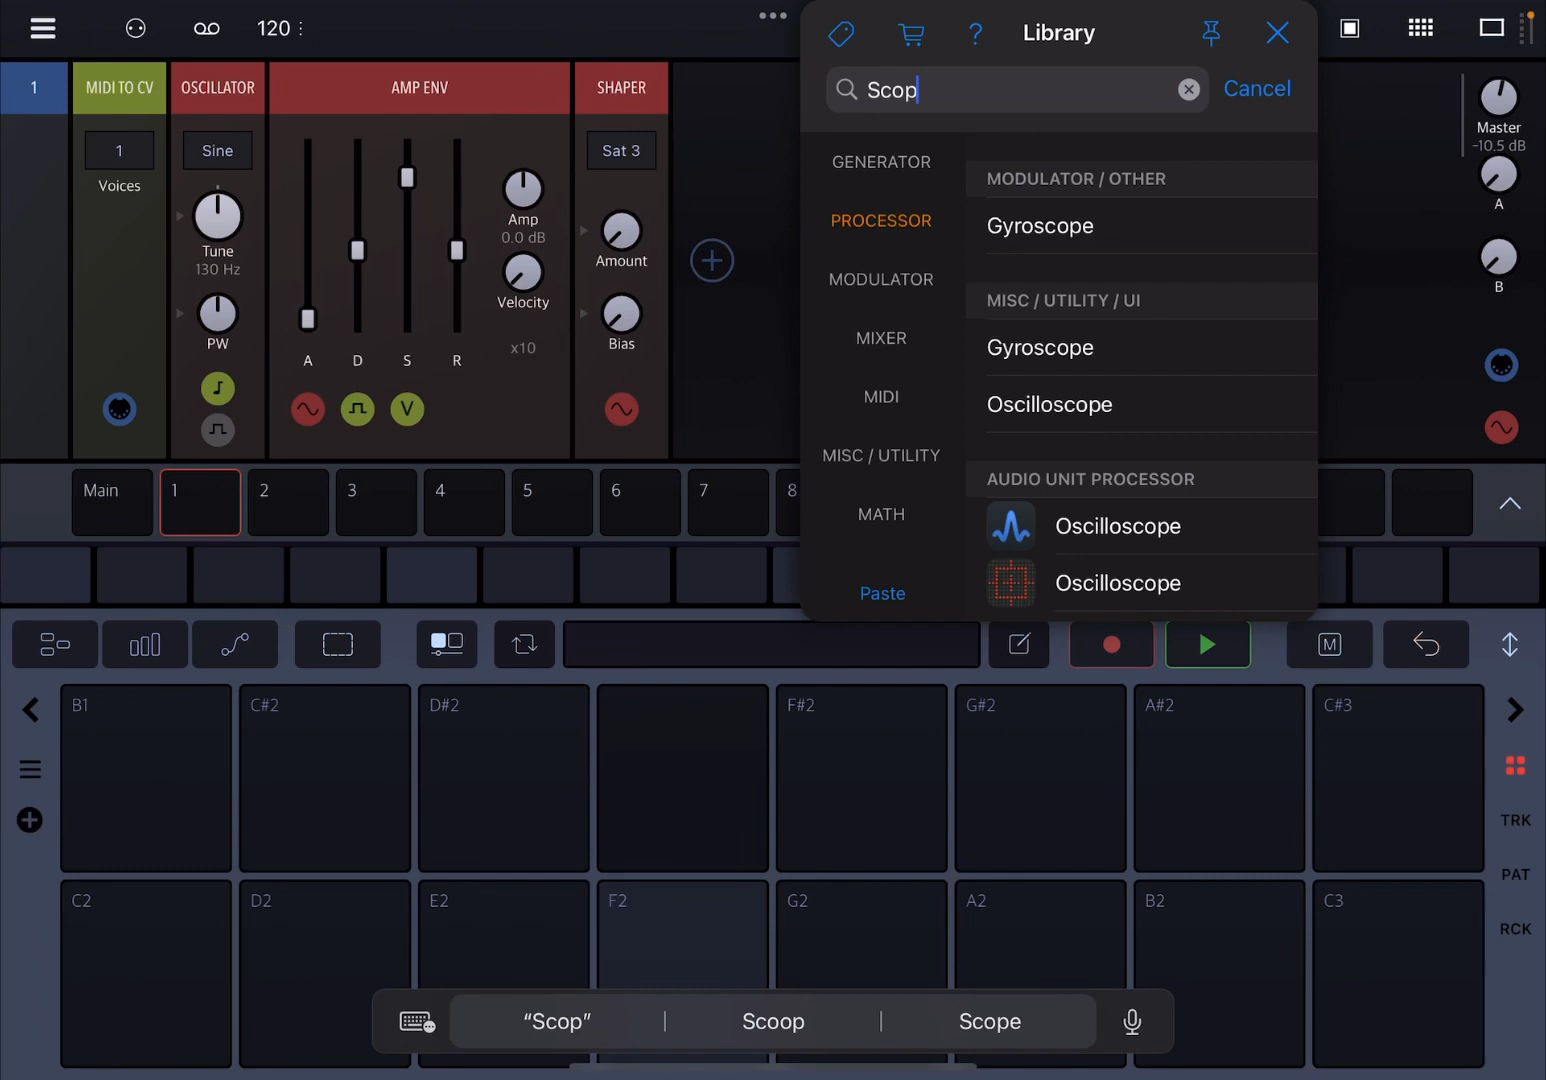 120
Library
Scop
Cancel
1
MIDI TO CV
OSCILLATOR
AMP ENV
SHAPER
1
Voices
Sine
Tune
130 Hz
PW
A
D
S
R
Amp
0.0 dB
Velocity
x10
V
Sat 3
Amount
Bias
GENERATOR
PROCESSOR
MODULATOR
MIXER
MIDI
MISC / UTILITY
MATH
Paste
MODULATOR / OTHER
Gyroscope
MISC / UTILITY / UI
Gyroscope
Oscilloscope
AUDIO UNIT PROCESSOR
Oscilloscope
Oscilloscope
Master
-10.5 dB
A
B
Main
1
2
3
4
5
6
7
8
M
B1
C#2
D#2
F#2
G#2
A#2
C#3
C2
D2
E2
F2
G2
A2
B2
C3
TRK
PAT
RCK
“Scop”
Scoop
Scope